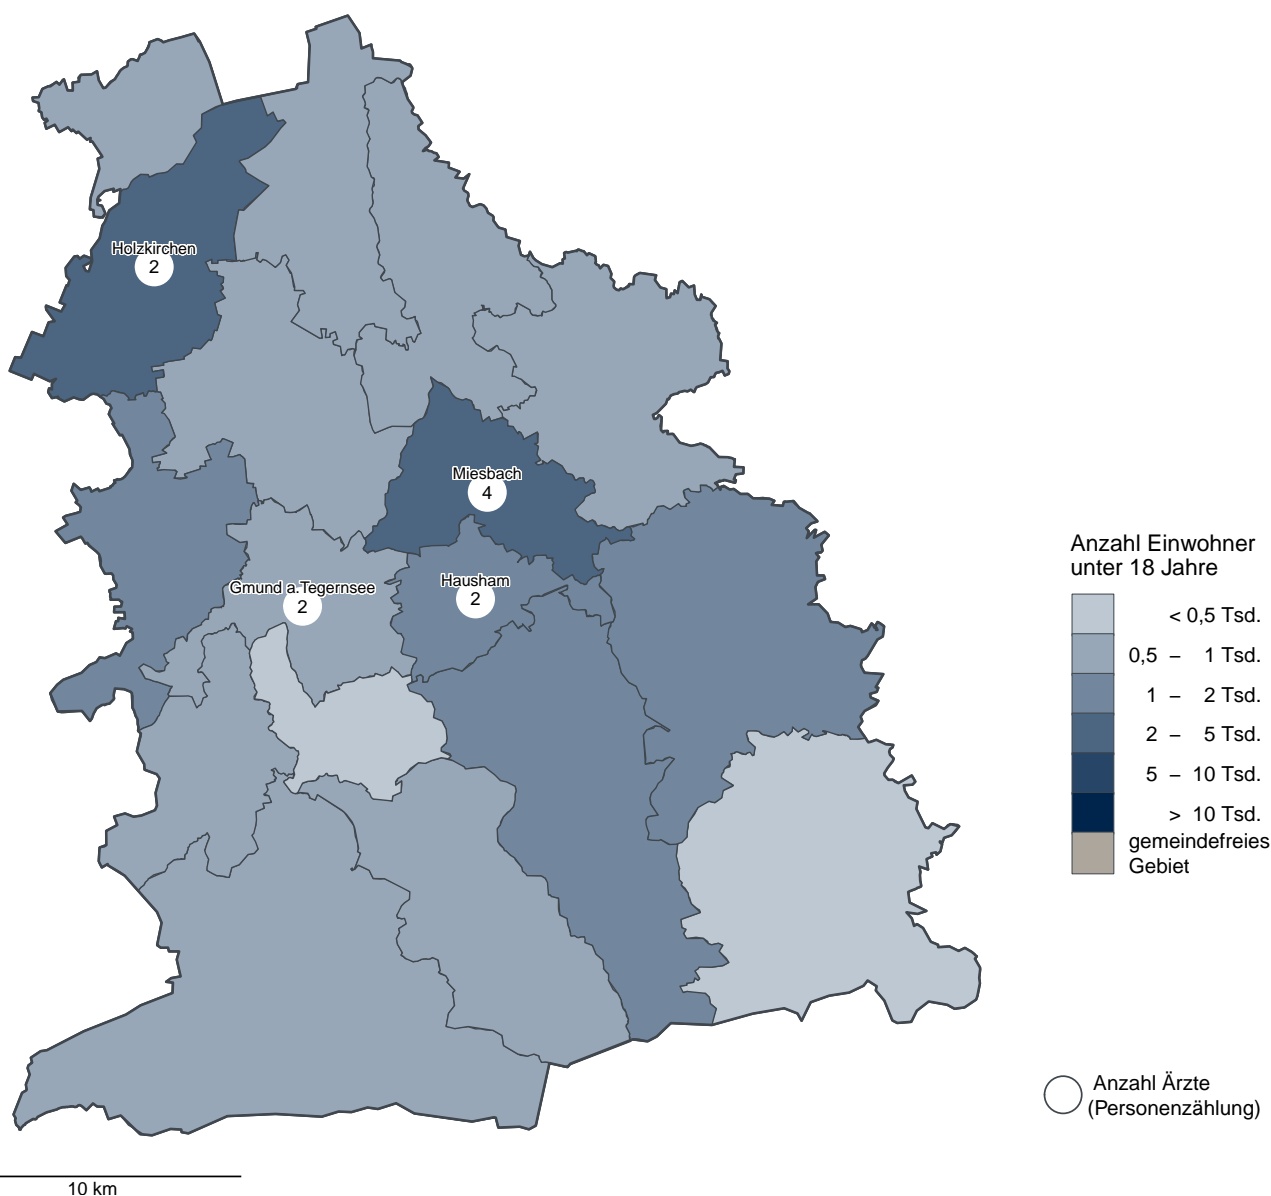 Holzkirchen
2
Miesbach
4
Gmund a.Tegernsee
2
Hausham
2
Anzahl Einwohner
unter 18 Jahre
< 0,5 Tsd.
0,5 – 1 Tsd.
1 – 2 Tsd.
2 – 5 Tsd.
5 – 10 Tsd.
> 10 Tsd.
gemeindefreies
Gebiet
Anzahl Ärzte
(Personenzählung)
10 km